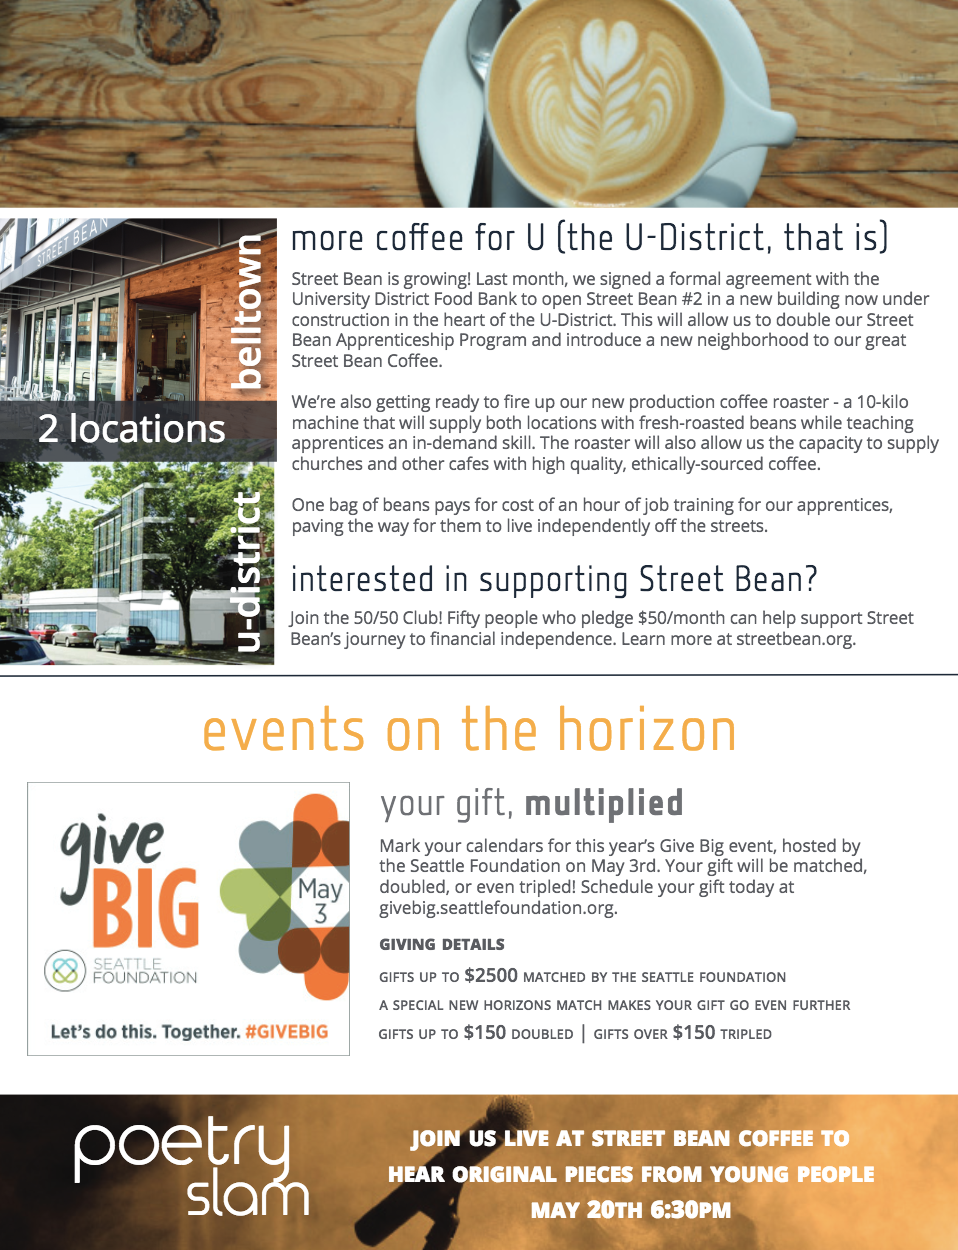 STREET BEAN
belltown
2 locations
u-district
more coffee for U (the U-District, that is)
Street Bean is growing! Last month, we signed a formal agreement with the
University District Food Bank to open Street Bean #2 in a new building now under
construction in the heart of the U-District. This will allow us to double our Street
Bean Apprenticeship Program and introduce a new neighborhood to our great
Street Bean Coffee.
We're also getting ready to fire up our new production coffee roaster - a 10-kilo
machine that will supply both locations with fresh-roasted beans while teaching
apprentices an in-demand skill. The roaster will also allow us the capacity to supply
churches and other cafes with high quality, ethically-sourced coffee.
One bag of beans pays for cost of an hour of job training for our apprentices,
paving the way for them to live independently off the streets.
interested in supporting Street Bean?
Join the 50/50 Club! Fifty people who pledge $50/month can help support Street
Bean's journey to financial independence. Learn more at streetbean.org.
events on the horizon
give
BIG
May
3
SEATTLE
FOUNDATION
Let's do this. Together. #GIVEBIG
your gift, multiplied
Mark your calendars for this year's Give Big event, hosted by
the Seattle Foundation on May 3rd. Your gift will be matched,
doubled, or even tripled! Schedule your gift today at
givebig.seattlefoundation.org.
GIVING DETAILS
GIFTS UP TO $2500 MATCHED BY THE SEATTLE FOUNDATION
A SPECIAL NEW HORIZONS MATCH MAKES YOUR GIFT GO EVEN FURTHER
GIFTS UP TO $150 DOUBLED | GIFTS OVER $150 TRIPLED
poetry
slam
JOIN US LIVE AT STREET BEAN COFFEE TO
HEAR ORIGINAL PIECES FROM YOUNG PEOPLE
MAY 20TH 6:30PM